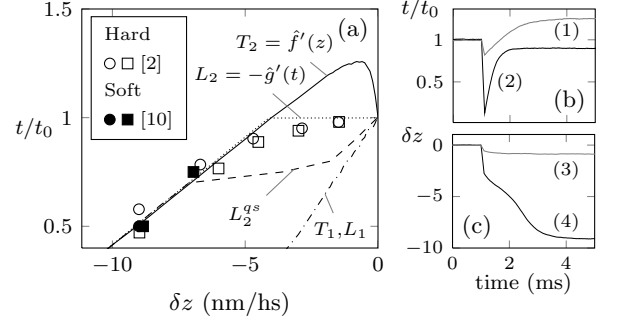 (a)
Hard
[2]
Soft
[10]
T₂ = f̂′(z)
L₂ = −ĝ′(t)
L₂^{qs}
T₁,L₁
t/t₀
1.5
1
0.5
−10
−5
0
δz (nm/hs)
t/t₀
1
0.5
(1)
(2)
(b)
δz
0
−5
−10
(3)
(4)
(c)
0
2
4
time (ms)